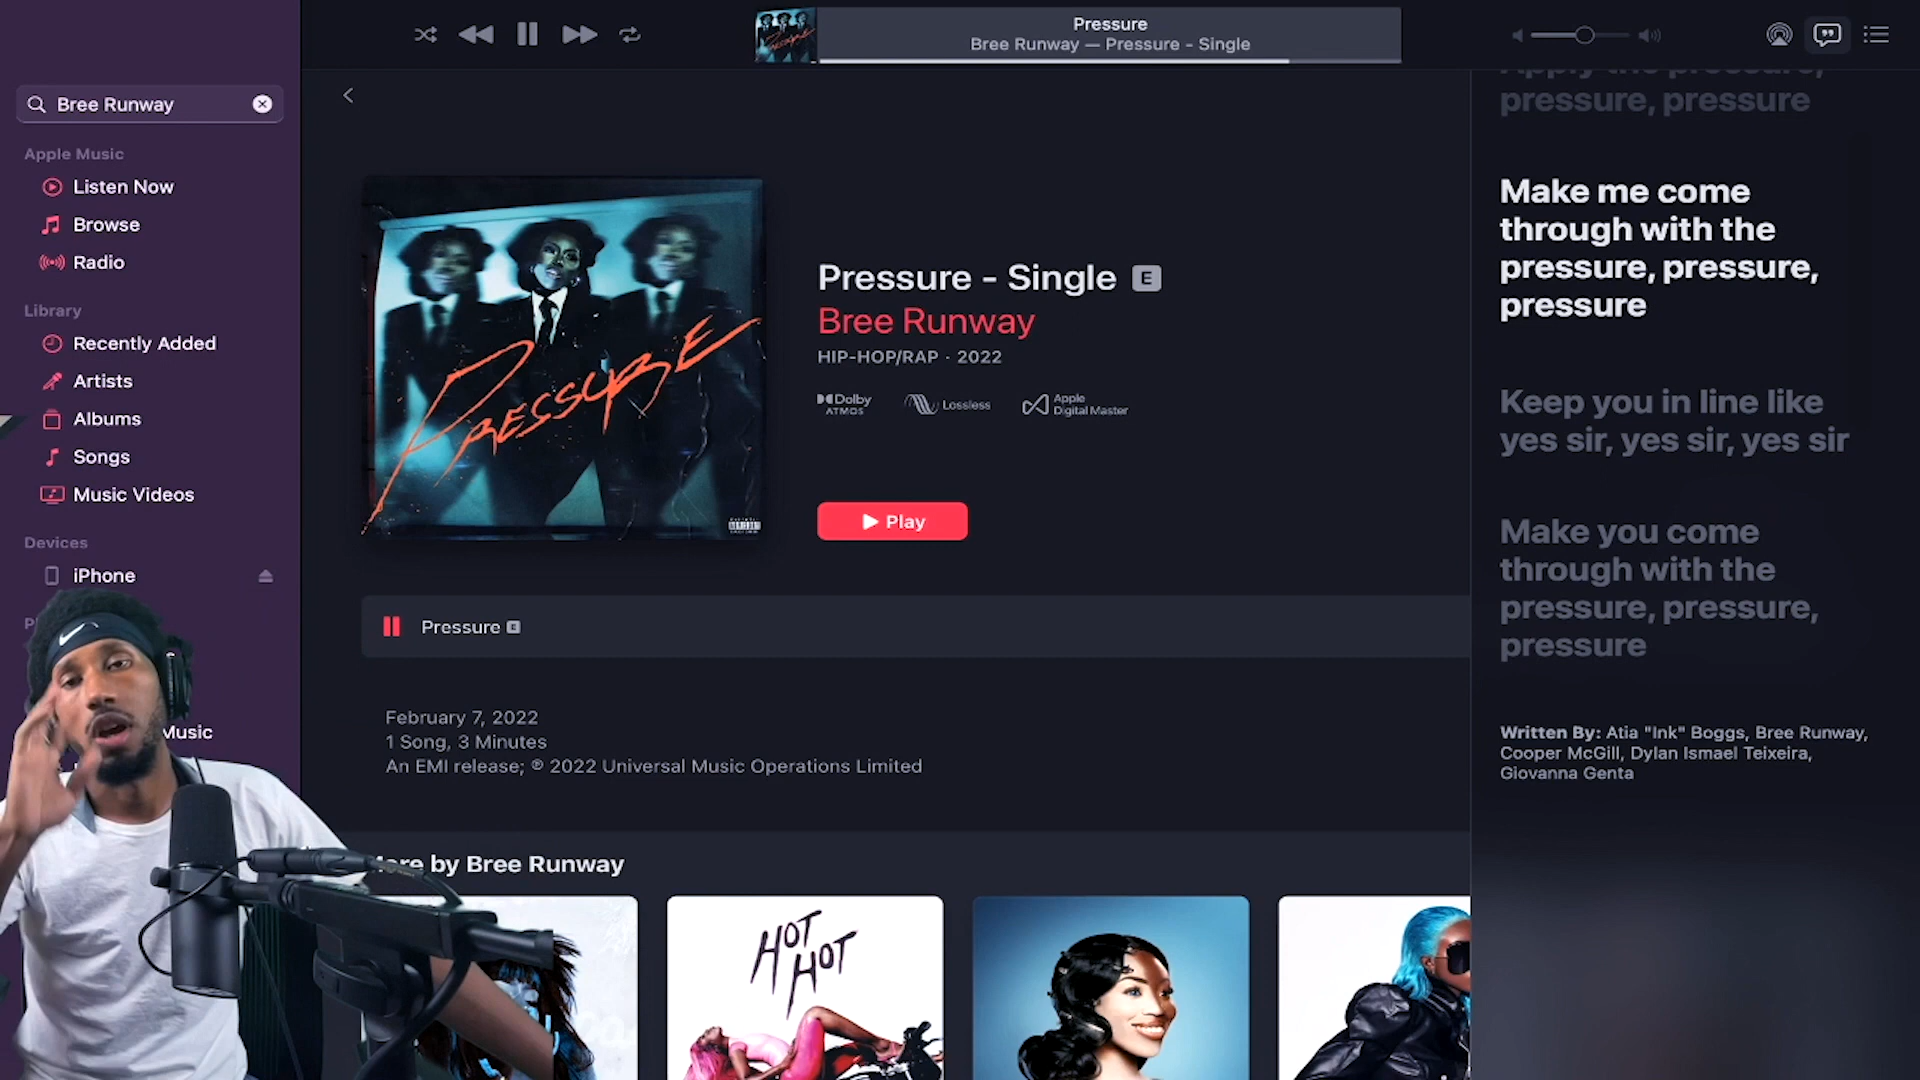 Pressure
Bree Runway — Pressure - Single
Bree Runway
Apple Music
Listen Now
Browse
Radio
Library
Recently Added
Artists
Albums
Songs
Music Videos
Devices
iPhone
Music
PRESSURE
Pressure - Single E
Bree Runway
HIP-HOP/RAP · 2022
Dolby
ATMOS
Lossless
Apple
Digital Master
Play
Pressure E
February 7, 2022
1 Song, 3 Minutes
An EMI release; ℗ 2022 Universal Music Operations Limited
More by Bree Runway
HOT
HOT
pressure, pressure
Make me come
through with the
pressure, pressure,
pressure
Keep you in line like
yes sir, yes sir, yes sir
Make you come
through with the
pressure, pressure,
pressure
Written By: Atia "Ink" Boggs, Bree Runway,
Cooper McGill, Dylan Ismael Teixeira,
Giovanna Genta